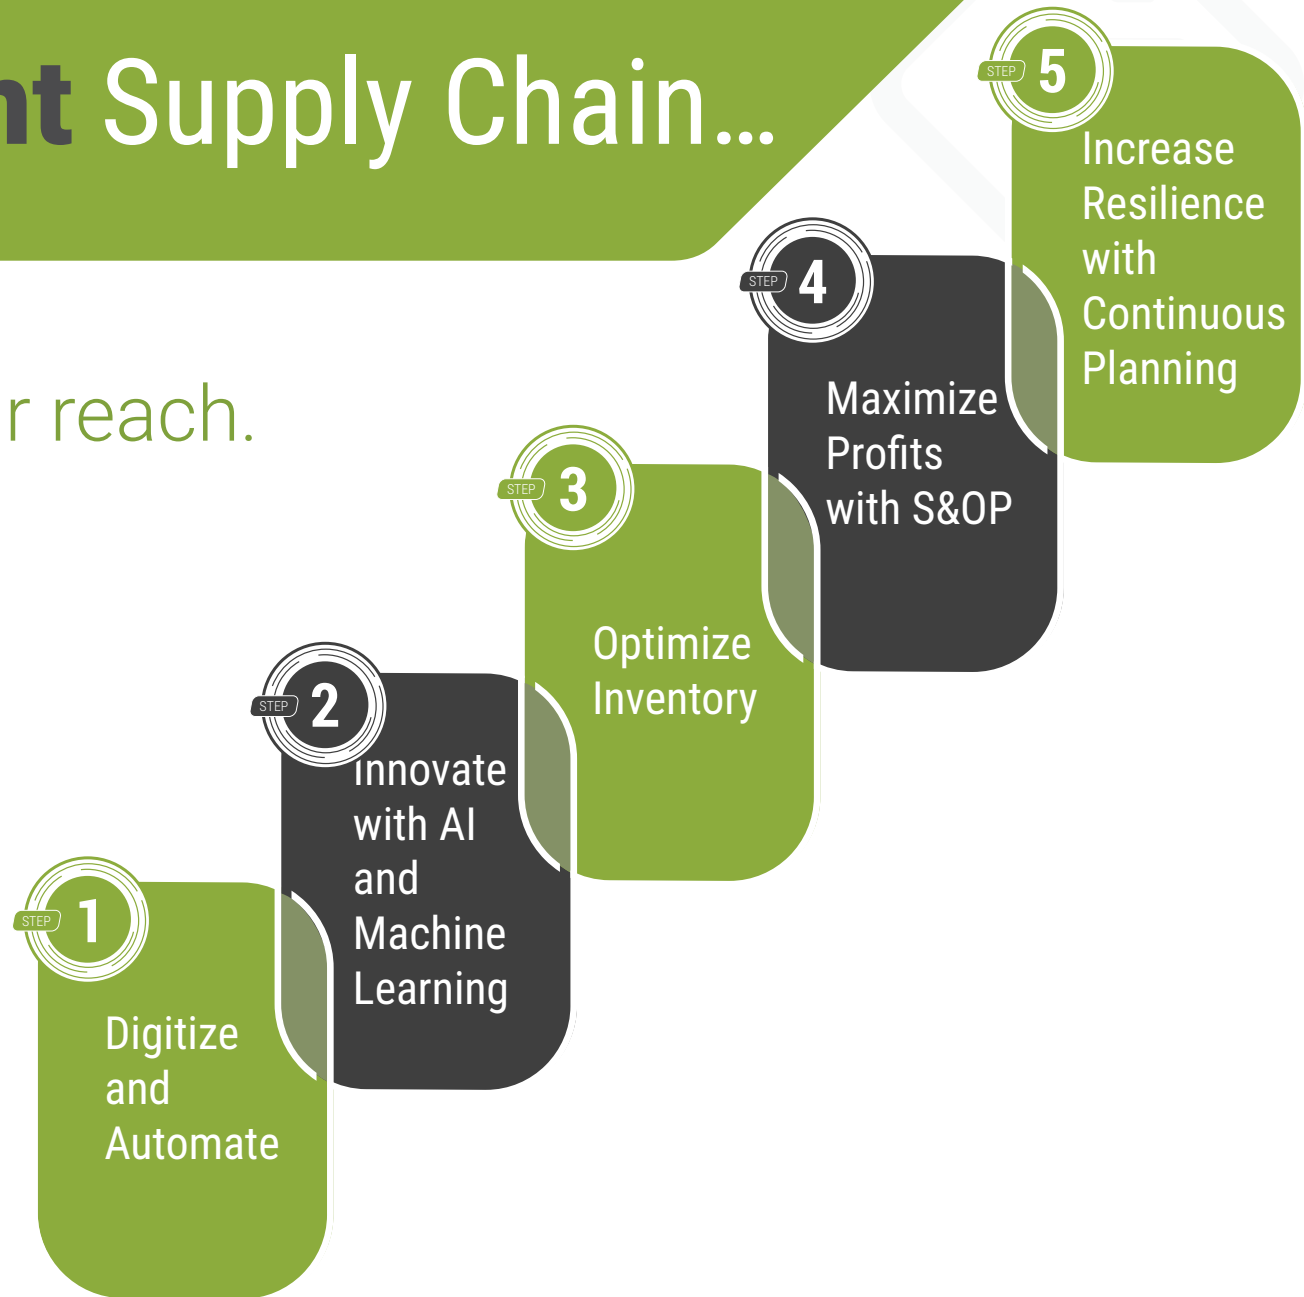 nt Supply Chain...
r reach.
STEP 1
Digitize
and
Automate
STEP 2
Innovate
with AI
and
Machine
Learning
STEP 3
Optimize
Inventory
STEP 4
Maximize
Profits
with S&OP
STEP 5
Increase
Resilience
with
Continuous
Planning